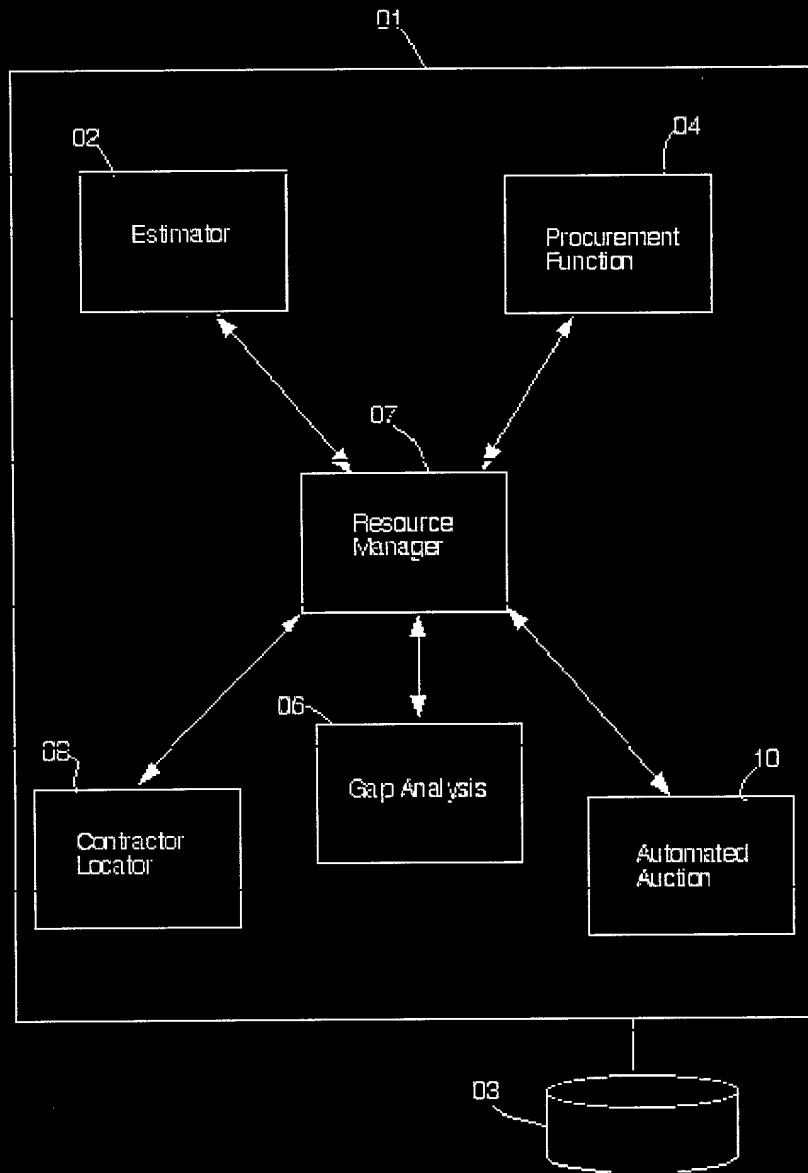 01
02
04
Estimator
Procurement
Function
07
Resource
Manager
06
08
Gap Analysis
10
Contractor
Locator
Automated
Auction
03